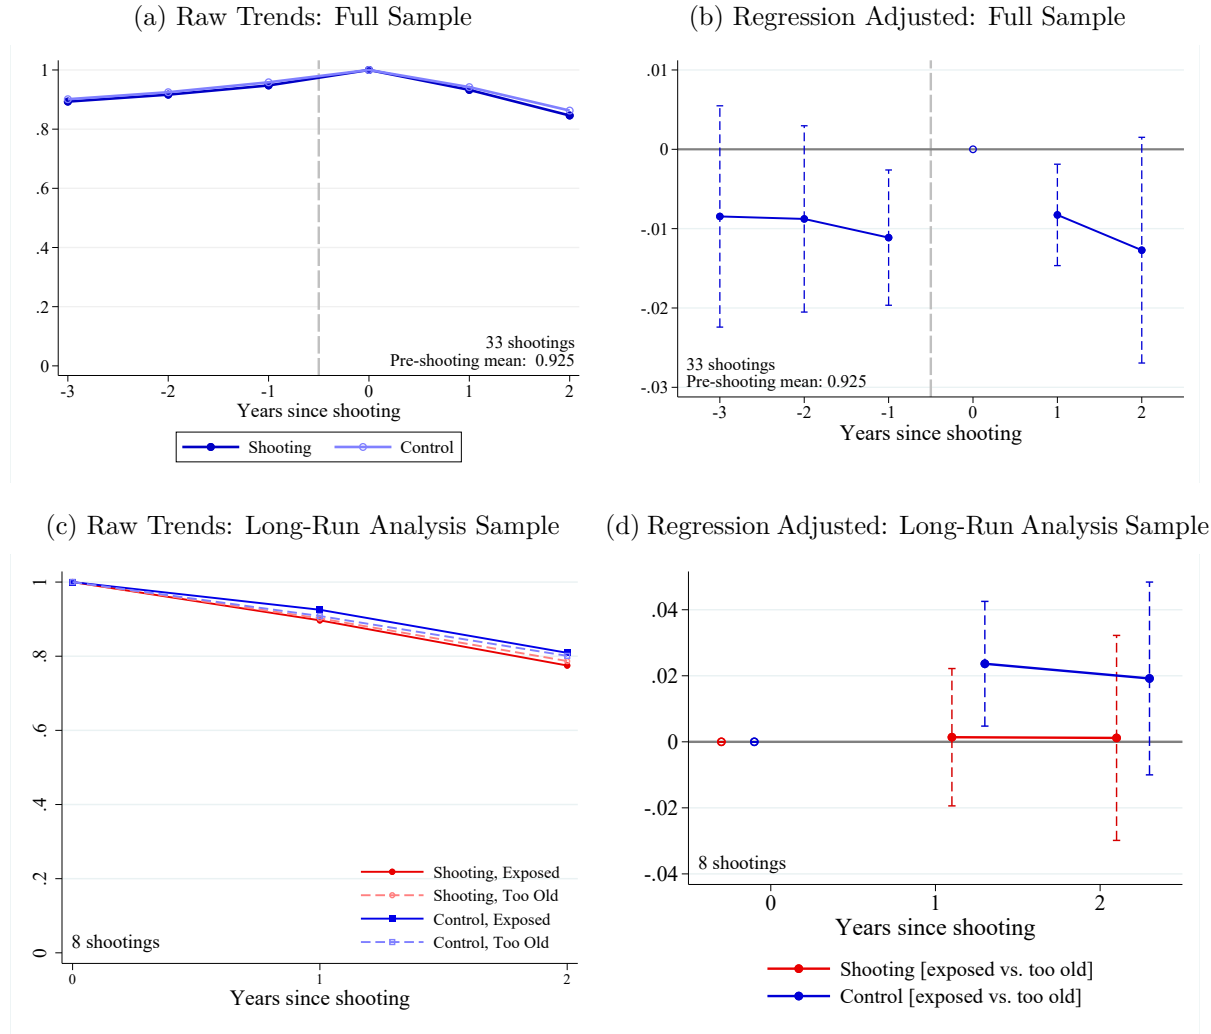 (a) Raw Trends: Full Sample
1
.8
.6
.4
.2
0
33 shootings
Pre-shooting mean: 0.925
-3 -2 -1 0 1 2
Years since shooting
Shooting Control
(b) Regression Adjusted: Full Sample
.01
0
-.01
-.02
-.03
33 shootings
Pre-shooting mean: 0.925
-3 -2 -1 0 1 2
Years since shooting
(c) Raw Trends: Long-Run Analysis Sample
1
.8
.6
.4
.2
0
Shooting, Exposed
Shooting, Too Old
Control, Exposed
Control, Too Old
8 shootings
0 1 2
Years since shooting
(d) Regression Adjusted: Long-Run Analysis Sample
.04
.02
0
-.02
-.04
8 shootings
0 1 2
Years since shooting
Shooting [exposed vs. too old]
Control [exposed vs. too old]